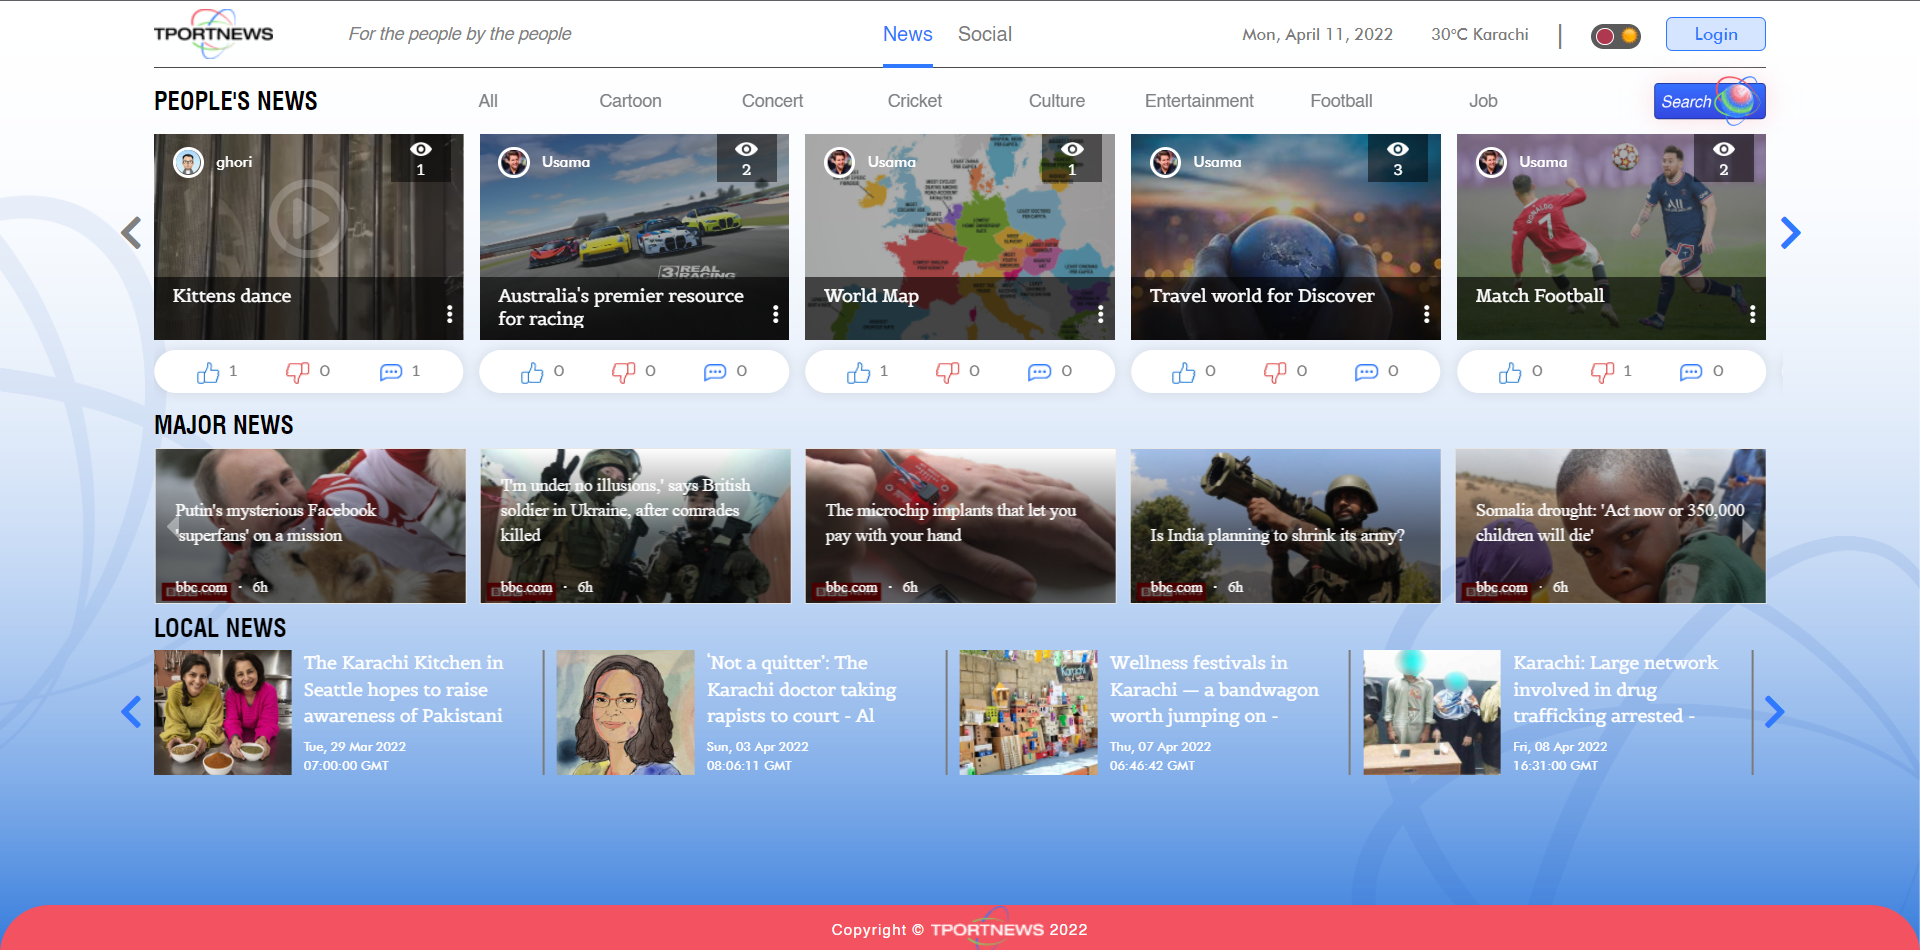 TPORTNEWS
For the people by the people
News
Social
Mon, April 11, 2022
30°C Karachi
Login
PEOPLE'S NEWS
All
Cartoon
Concert
Cricket
Culture
Entertainment
Football
Job
Search
ghori
1
Usama
2
Usama
1
Usama
3
Usama
2
RONALDO
7
3 REAL
RACING
Kittens dance
Australia's premier resource
for racing
World Map
Travel world for Discover
Match Football
1
0
1
0
0
0
1
0
0
0
0
0
0
1
0
MAJOR NEWS
Putin's mysterious Facebook
'superfans' on a mission
bbc.com · 6h
'I'm under no illusions,' says British
soldier in Ukraine, after comrades
killed
bbc.com · 6h
The microchip implants that let you
pay with your hand
bbc.com · 6h
Is India planning to shrink its army?
bbc.com · 6h
Somalia drought: 'Act now or 350,000
children will die'
bbc.com · 6h
LOCAL NEWS
The Karachi Kitchen in
Seattle hopes to raise
awareness of Pakistani
Tue, 29 Mar 2022
07:00:00 GMT
‘Not a quitter’: The
Karachi doctor taking
rapists to court - Al
Sun, 03 Apr 2022
08:06:11 GMT
Karachi
Wellness festivals in
Karachi — a bandwagon
worth jumping on -
Thu, 07 Apr 2022
06:46:42 GMT
Karachi: Large network
involved in drug
trafficking arrested -
Fri, 08 Apr 2022
16:31:00 GMT
Copyright © TPORTNEWS 2022